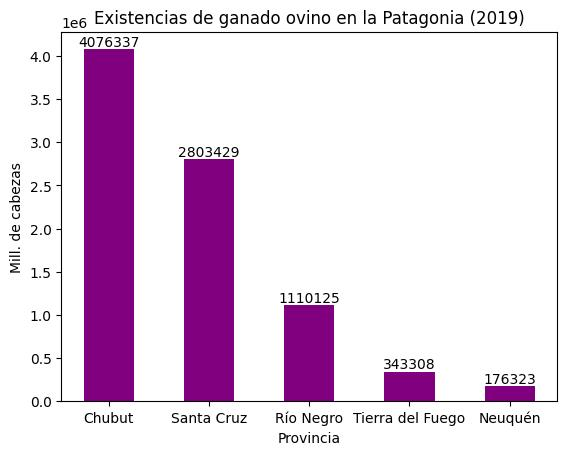 Existencias de ganado ovino en la Patagonia (2019)
1e6
4.0
3.5
3.0
2.5
2.0
1.5
1.0
0.5
0.0
Mill. de cabezas
4076337
2803429
1110125
343308
176323
Chubut Santa Cruz Río Negro Tierra del Fuego Neuquén
Provincia